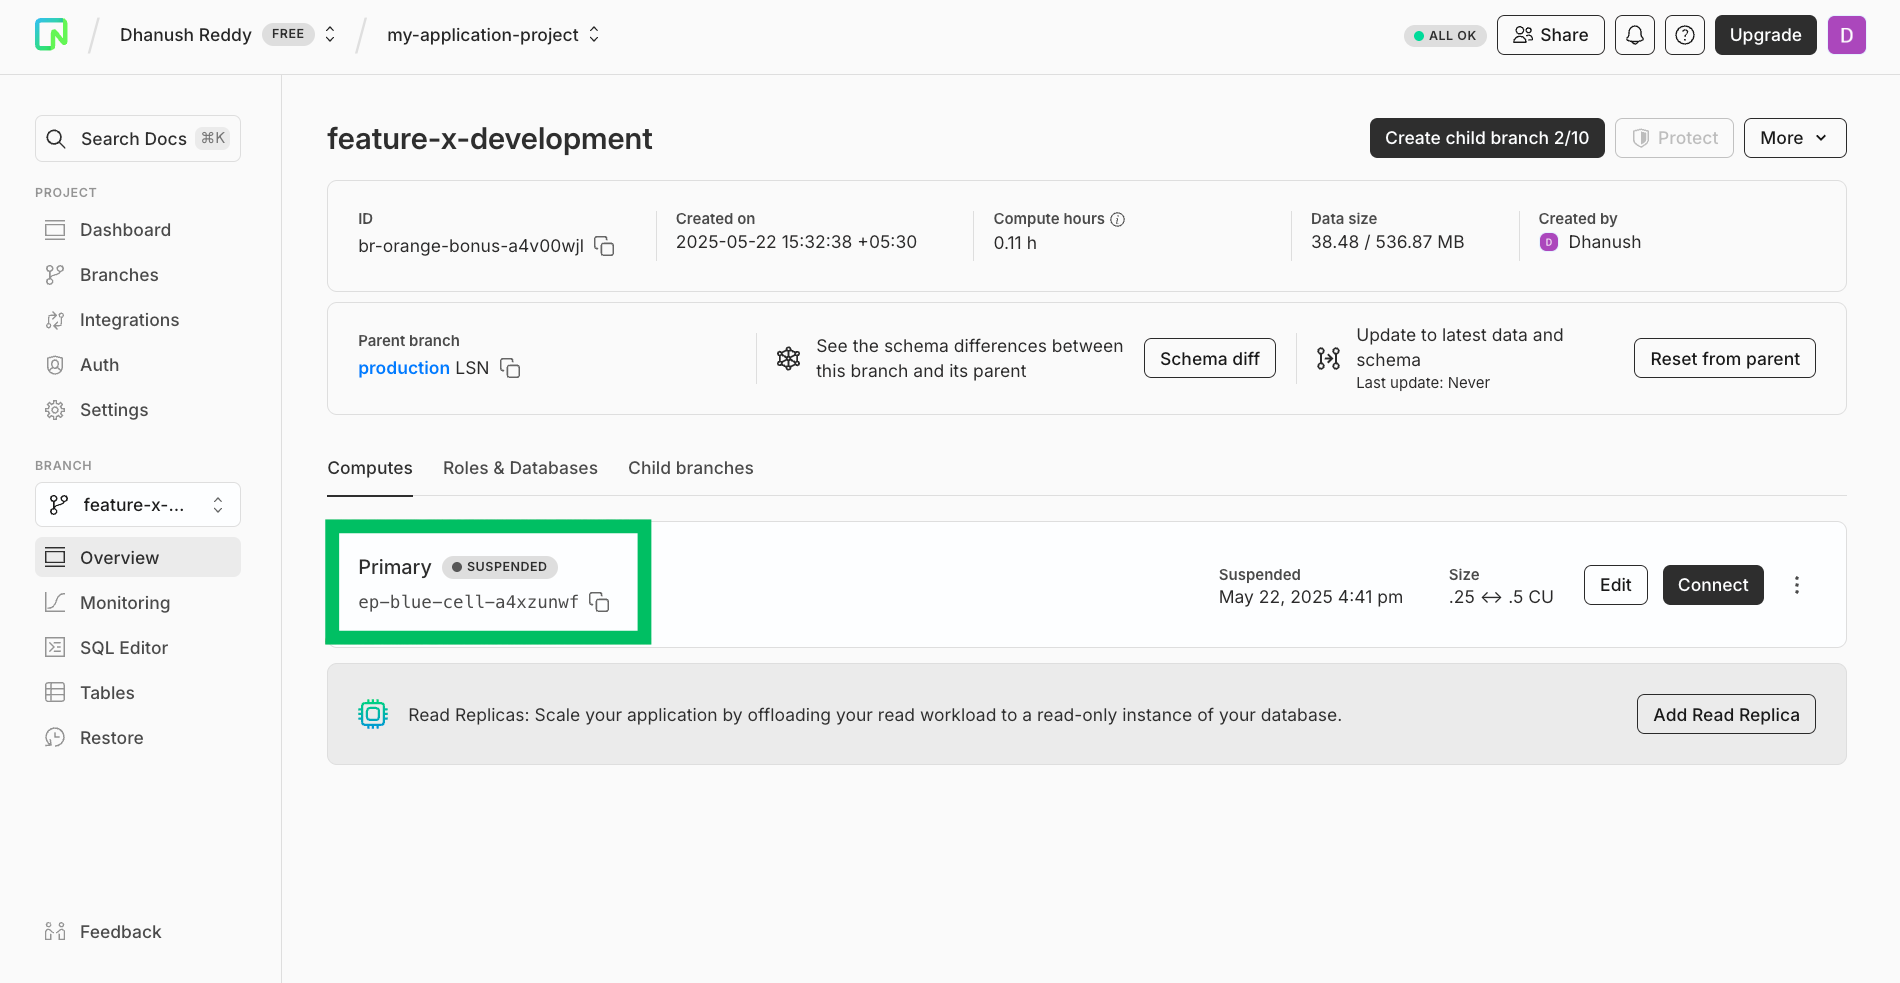 Dhanush Reddy FREE
my-application-project
ALL OK
Share
Upgrade
D
Search Docs ⌘K
PROJECT
Dashboard
Branches
Integrations
Auth
Settings
BRANCH
feature-x-...
Overview
Monitoring
SQL Editor
Tables
Restore
Feedback
feature-x-development
Create child branch 2/10
Protect
More
ID
br-orange-bonus-a4v00wjl
Created on
2025-05-22 15:32:38 +05:30
Compute hours
0.11 h
Data size
38.48 / 536.87 MB
Created by
D Dhanush
Parent branch
production LSN
See the schema differences between
this branch and its parent
Schema diff
Update to latest data and
schema
Last update: Never
Reset from parent
Computes
Roles & Databases
Child branches
Primary SUSPENDED
ep-blue-cell-a4xzunwf
Suspended
May 22, 2025 4:41 pm
Size
.25 ↔ .5 CU
Edit
Connect
Read Replicas: Scale your application by offloading your read workload to a read-only instance of your database.
Add Read Replica